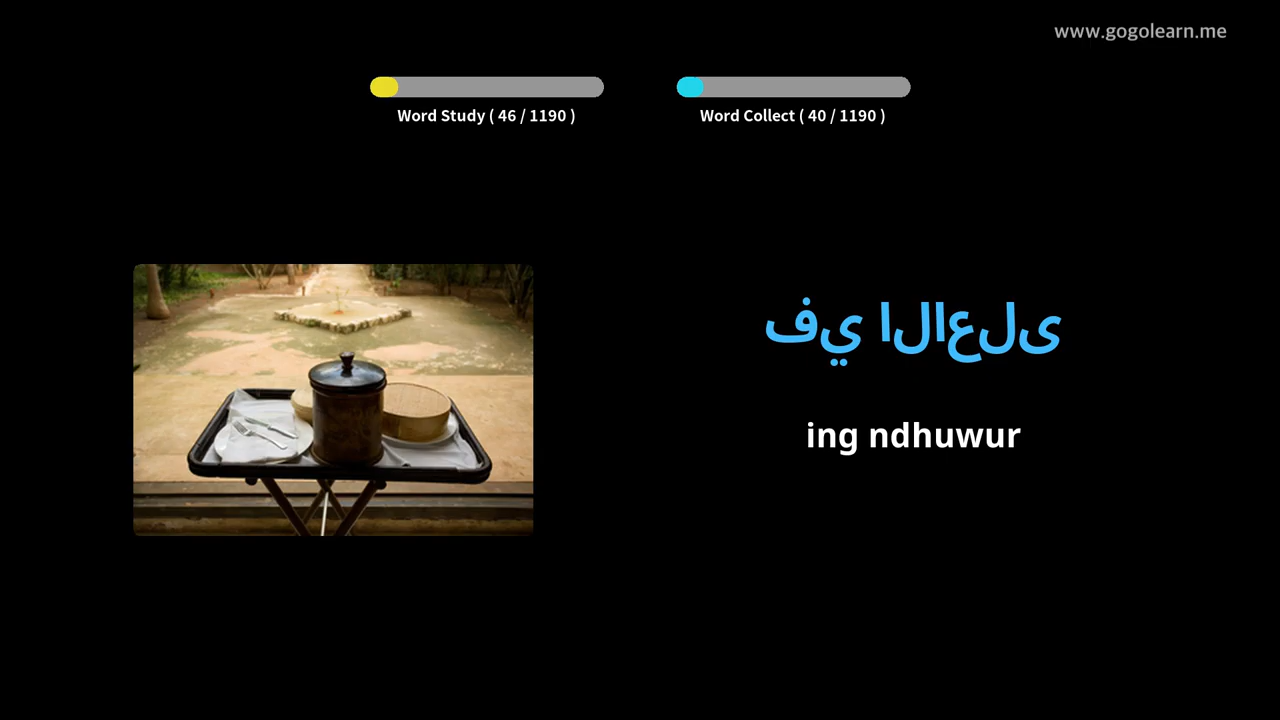 www.gogolearn.me
Word Study ( 46 / 1190 )
Word Collect ( 40 / 1190 )
في الاعلى
ing ndhuwur